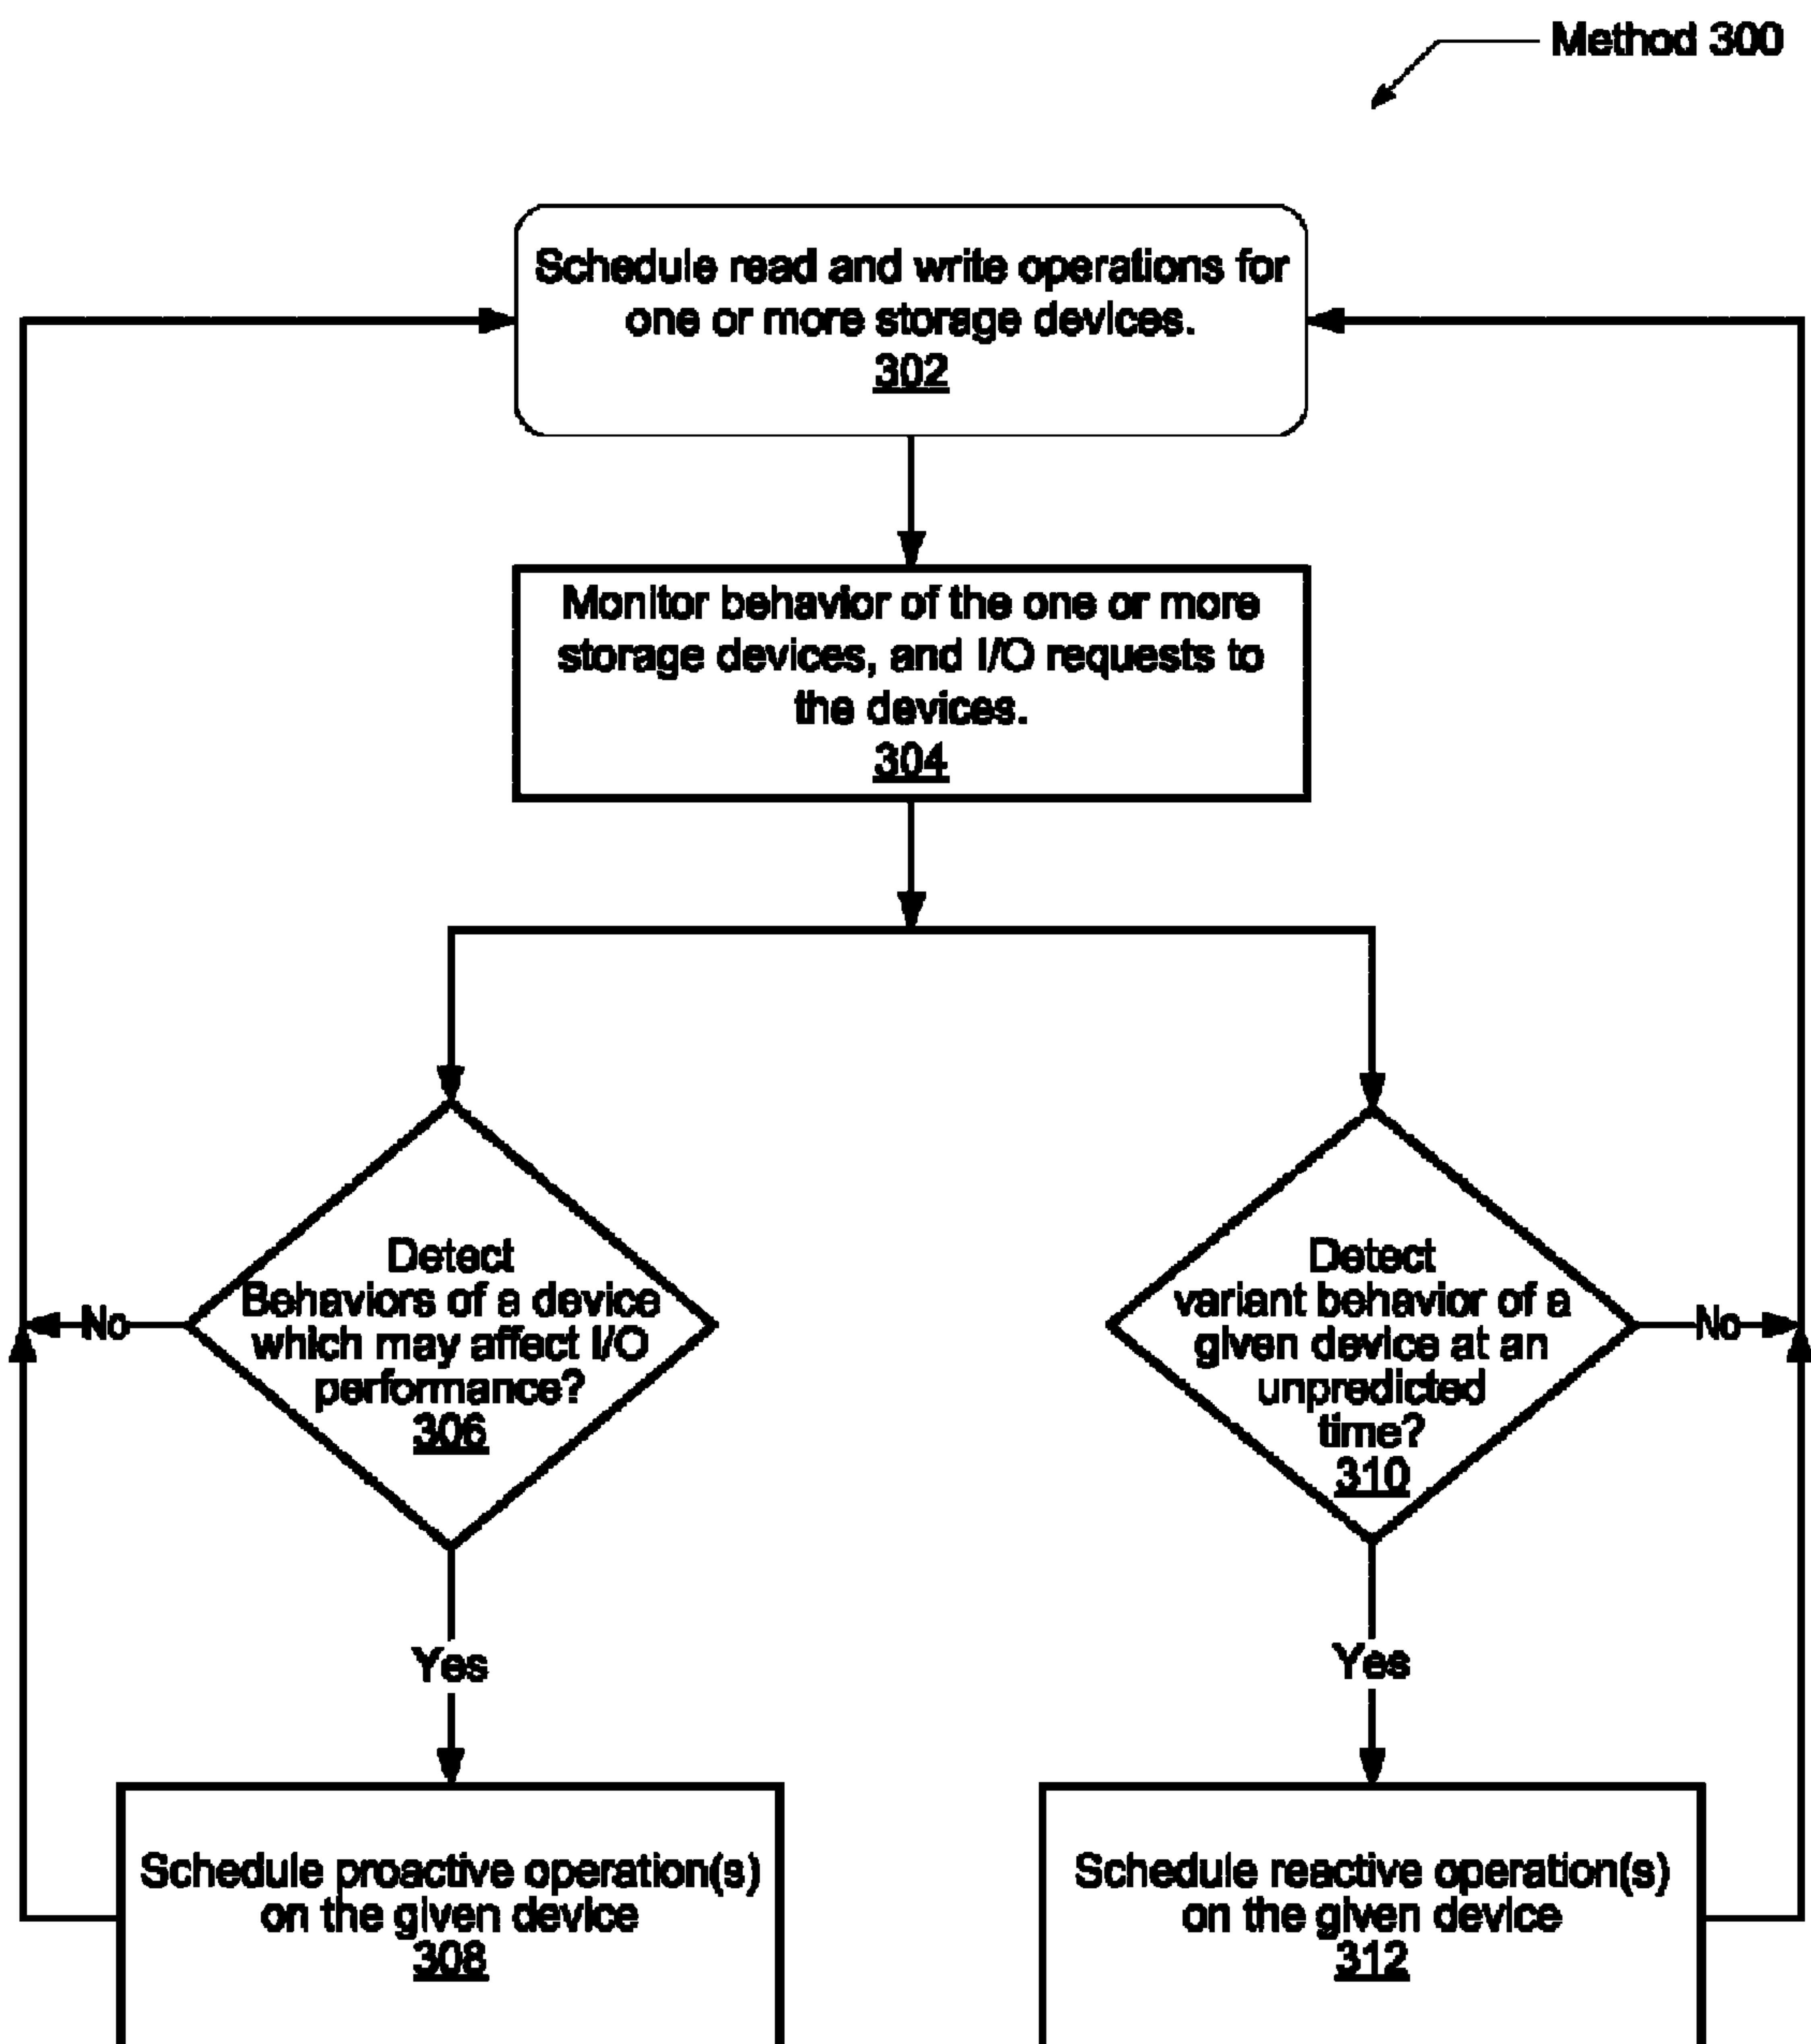 Method 300
Schedule read and write operations for
one or more storage devices.
302
Monitor behavior of the one or more
storage devices, and I/O requests to
the devices.
304
Detect
Behaviors of a device
which may affect I/O
performance?
306
No
Yes
Detect
variant behavior of a
given device at an
unpredicted
time?
310
No
Yes
Schedule proactive operation(s)
on the given device
308
Schedule reactive operation(s)
on the given device
312